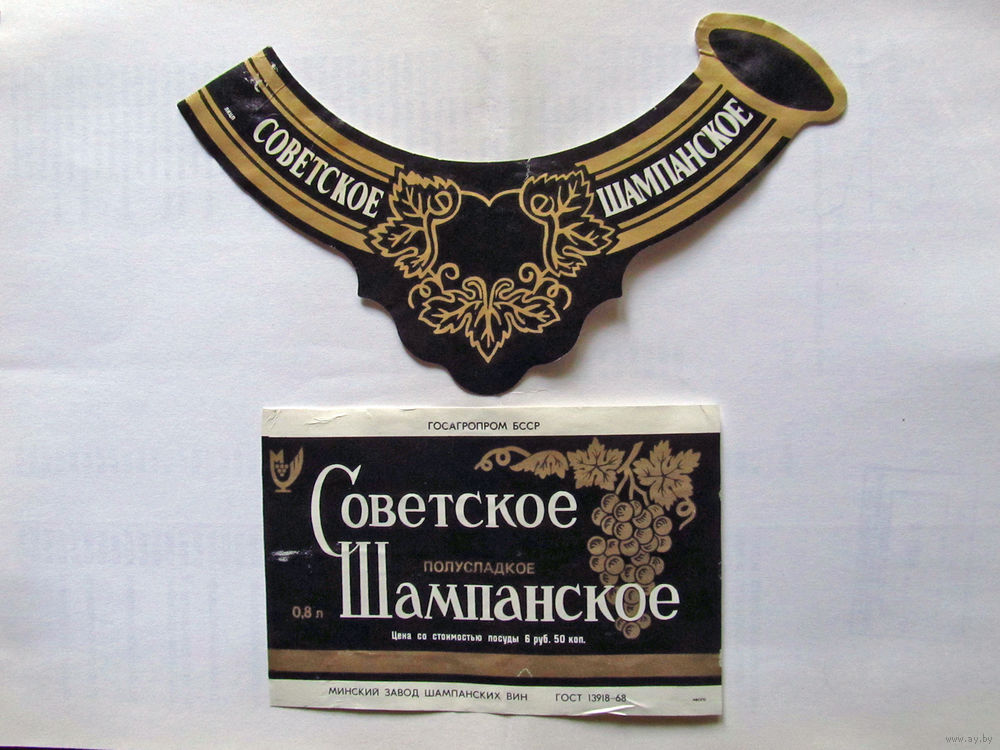 СОВЕТСКОЕ ШАМПАНСКОЕ
ГОСАГРОПРОМ БССР
Советское
ПОЛУСЛАДКОЕ
Шампанское
0,8 л
Цена со стоимостью посуды 6 руб. 50 коп.
МИНСКИЙ ЗАВОД ШАМПАНСКИХ ВИН ГОСТ 13918-68
www.ay.by